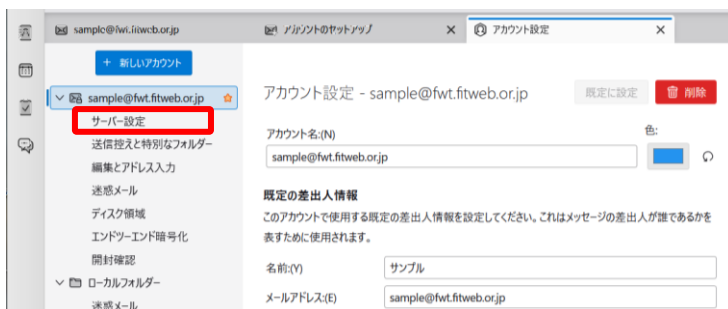 sample@fwt.fitweb.or.jp
アカウントのセットアップ
アカウント設定
+ 新しいアカウント
sample@fwt.fitweb.or.jp
サーバー設定
送信控えと特別なフォルダー
編集とアドレス入力
迷惑メール
ディスク領域
エンドツーエンド暗号化
開封確認
ローカルフォルダー
迷惑メール
アカウント設定 - sample@fwt.fitweb.or.jp
既定に設定
削除
アカウント名:(N)
色:
sample@fwt.fitweb.or.jp
既定の差出人情報
このアカウントで使用する既定の差出人情報を設定してください。これはメッセージの差出人が誰であるかを
表すために使用されます。
名前:(Y)
サンプル
メールアドレス:(E)
sample@fwt.fitweb.or.jp